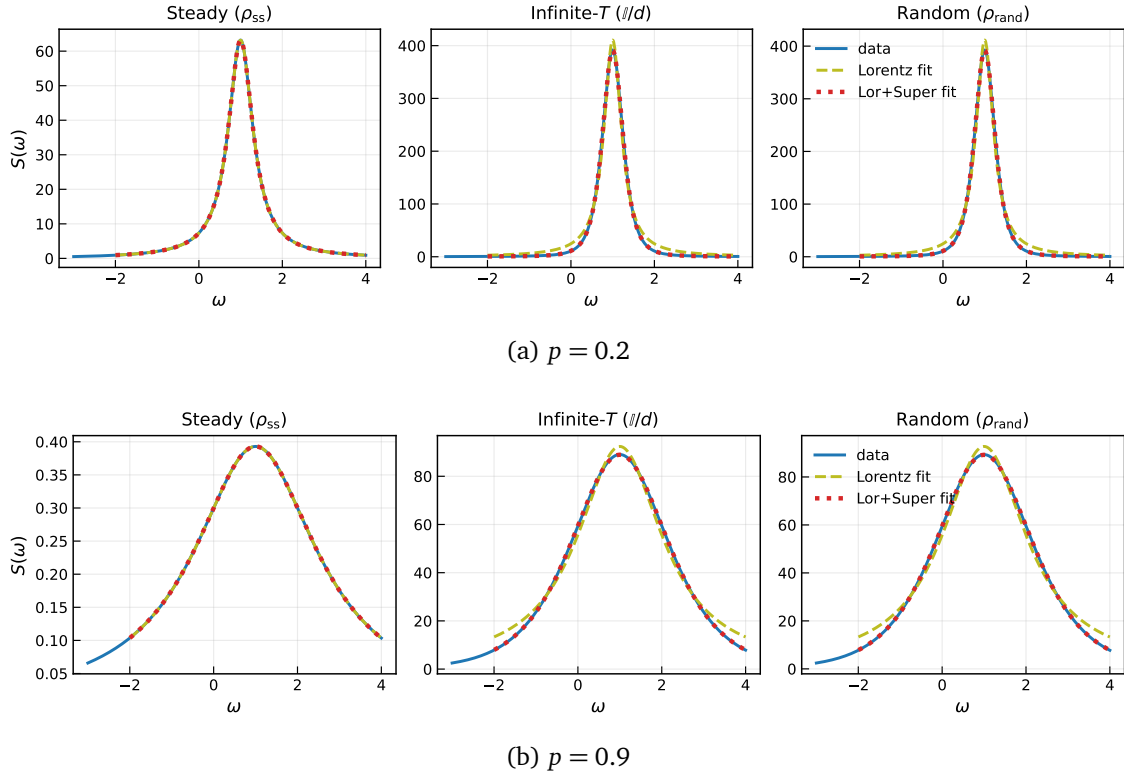 Steady (ρss)
Infinite-T (𝕀/d)
Random (ρrand)
60
50
40
30
20
10
0
S(ω)
−2
0
2
4
ω
400
300
200
100
0
−2
0
2
4
ω
400
300
200
100
0
−2
0
2
4
ω
data
Lorentz fit
Lor+Super fit
(a) p = 0.2
Steady (ρss)
Infinite-T (𝕀/d)
Random (ρrand)
0.40
0.35
0.30
0.25
0.20
0.15
0.10
0.05
S(ω)
−2
0
2
4
ω
80
60
40
20
0
−2
0
2
4
ω
80
60
40
20
0
−2
0
2
4
ω
data
Lorentz fit
Lor+Super fit
(b) p = 0.9